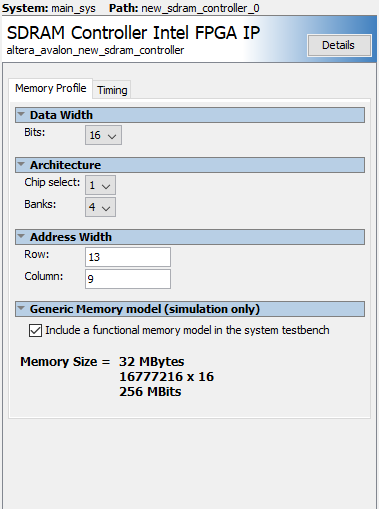 System: main_sys Path: new_sdram_controller_0
SDRAM Controller Intel FPGA IP
altera_avalon_new_sdram_controller
Details
Memory Profile Timing
Data Width
Bits: 16
Architecture
Chip select: 1
Banks: 4
Address Width
Row: 13
Column: 9
Generic Memory model (simulation only)
Include a functional memory model in the system testbench
Memory Size = 32 MBytes
16777216 x 16
256 MBits